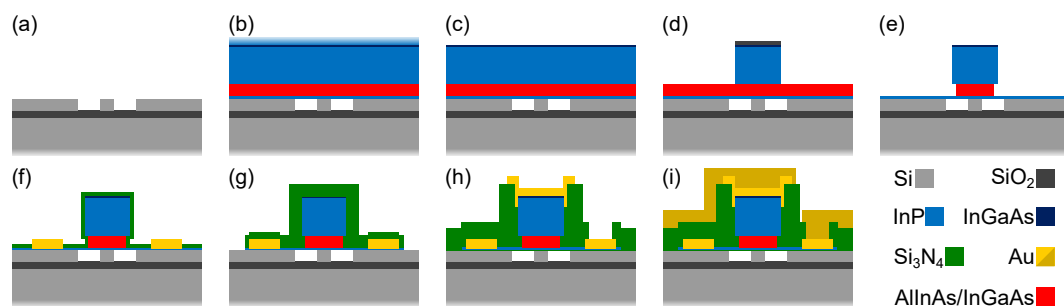 (a) (b) (c) (d) (e)
(f) (g) (h) (i)
Si SiO₂
InP InGaAs
Si₃N₄ Au
AlInAs/InGaAs